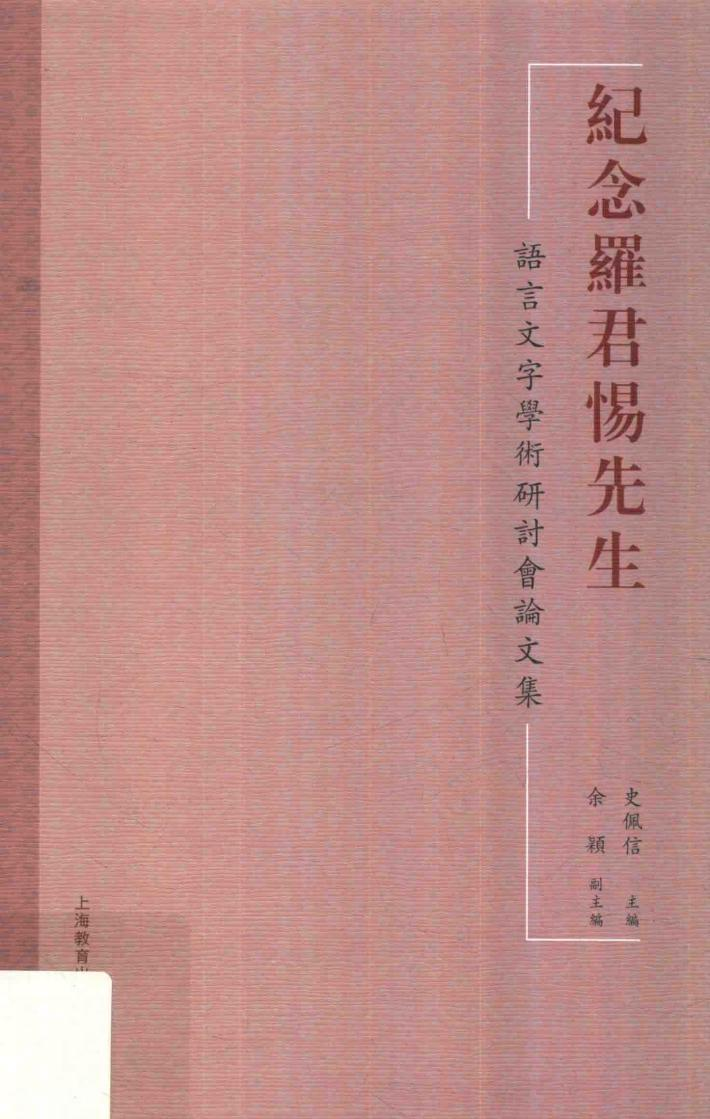 紀念羅君惕先生
語言文字學術研討會論文集
史佩信 主編
余穎 副主編
上海教育出